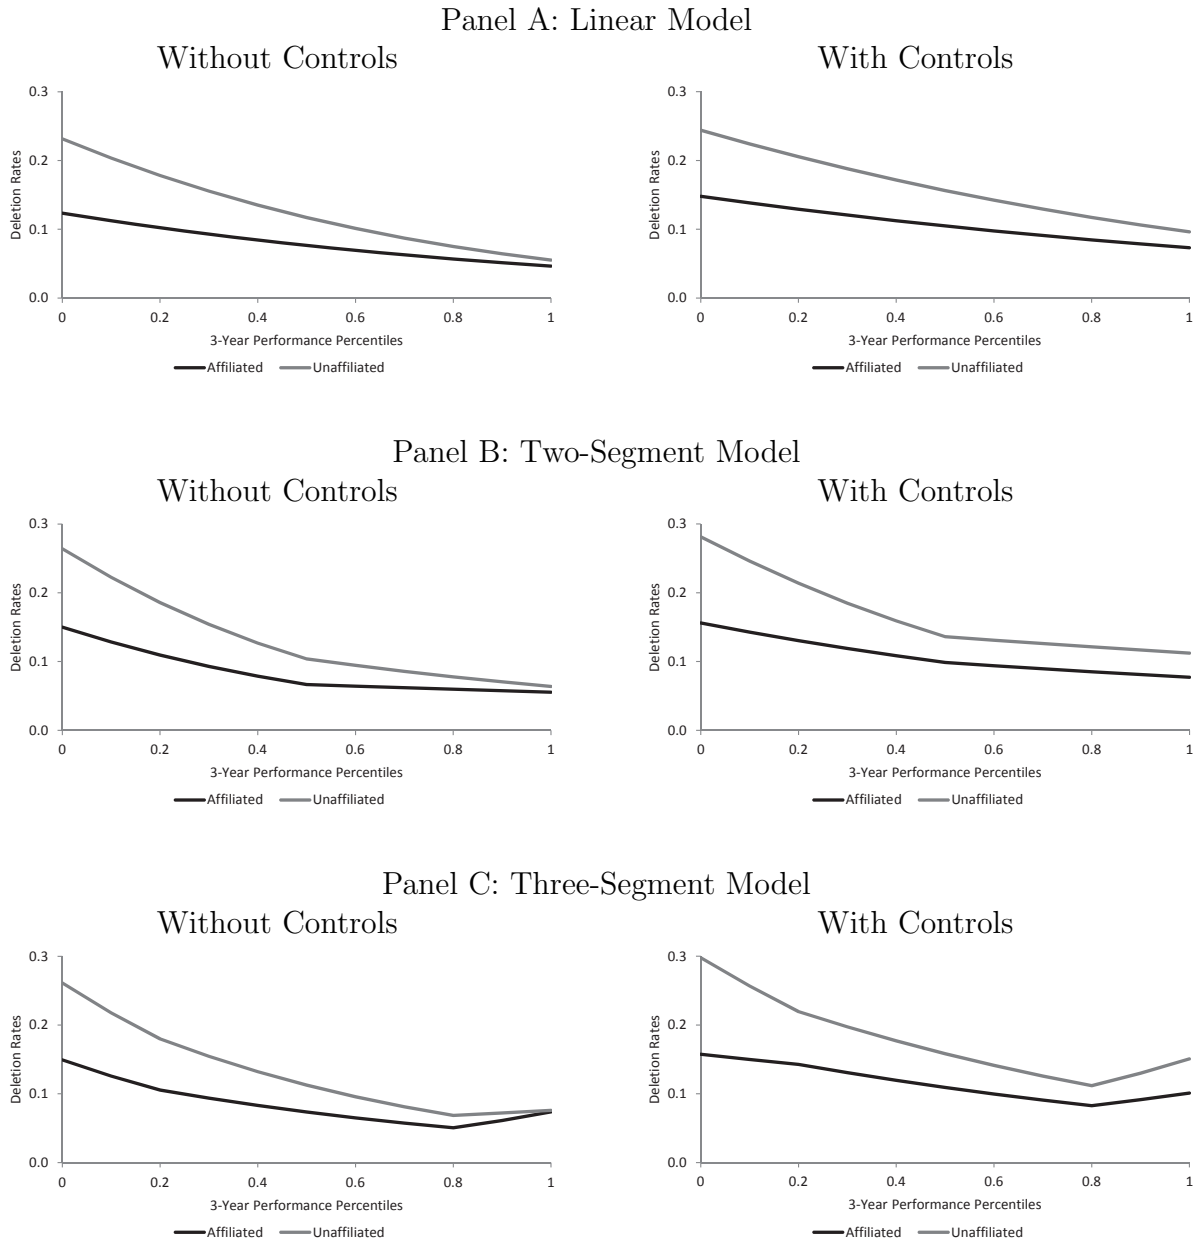 Panel A: Linear Model
Without Controls
With Controls
0.3
0.2
0.1
0.0
Deletion Rates
0 0.2 0.4 0.6 0.8 1
3-Year Performance Percentiles
Affiliated Unaffiliated
0.3
0.2
0.1
0.0
Deletion Rates
0 0.2 0.4 0.6 0.8 1
3-Year Performance Percentiles
Affiliated Unaffiliated
Panel B: Two-Segment Model
Without Controls
With Controls
0.3
0.2
0.1
0.0
Deletion Rates
0 0.2 0.4 0.6 0.8 1
3-Year Performance Percentiles
Affiliated Unaffiliated
0.3
0.2
0.1
0.0
Deletion Rates
0 0.2 0.4 0.6 0.8 1
3-Year Performance Percentiles
Affiliated Unaffiliated
Panel C: Three-Segment Model
Without Controls
With Controls
0.3
0.2
0.1
0.0
Deletion Rates
0 0.2 0.4 0.6 0.8 1
3-Year Performance Percentiles
Affiliated Unaffiliated
0.3
0.2
0.1
0.0
Deletion Rates
0 0.2 0.4 0.6 0.8 1
3-Year Performance Percentiles
Affiliated Unaffiliated